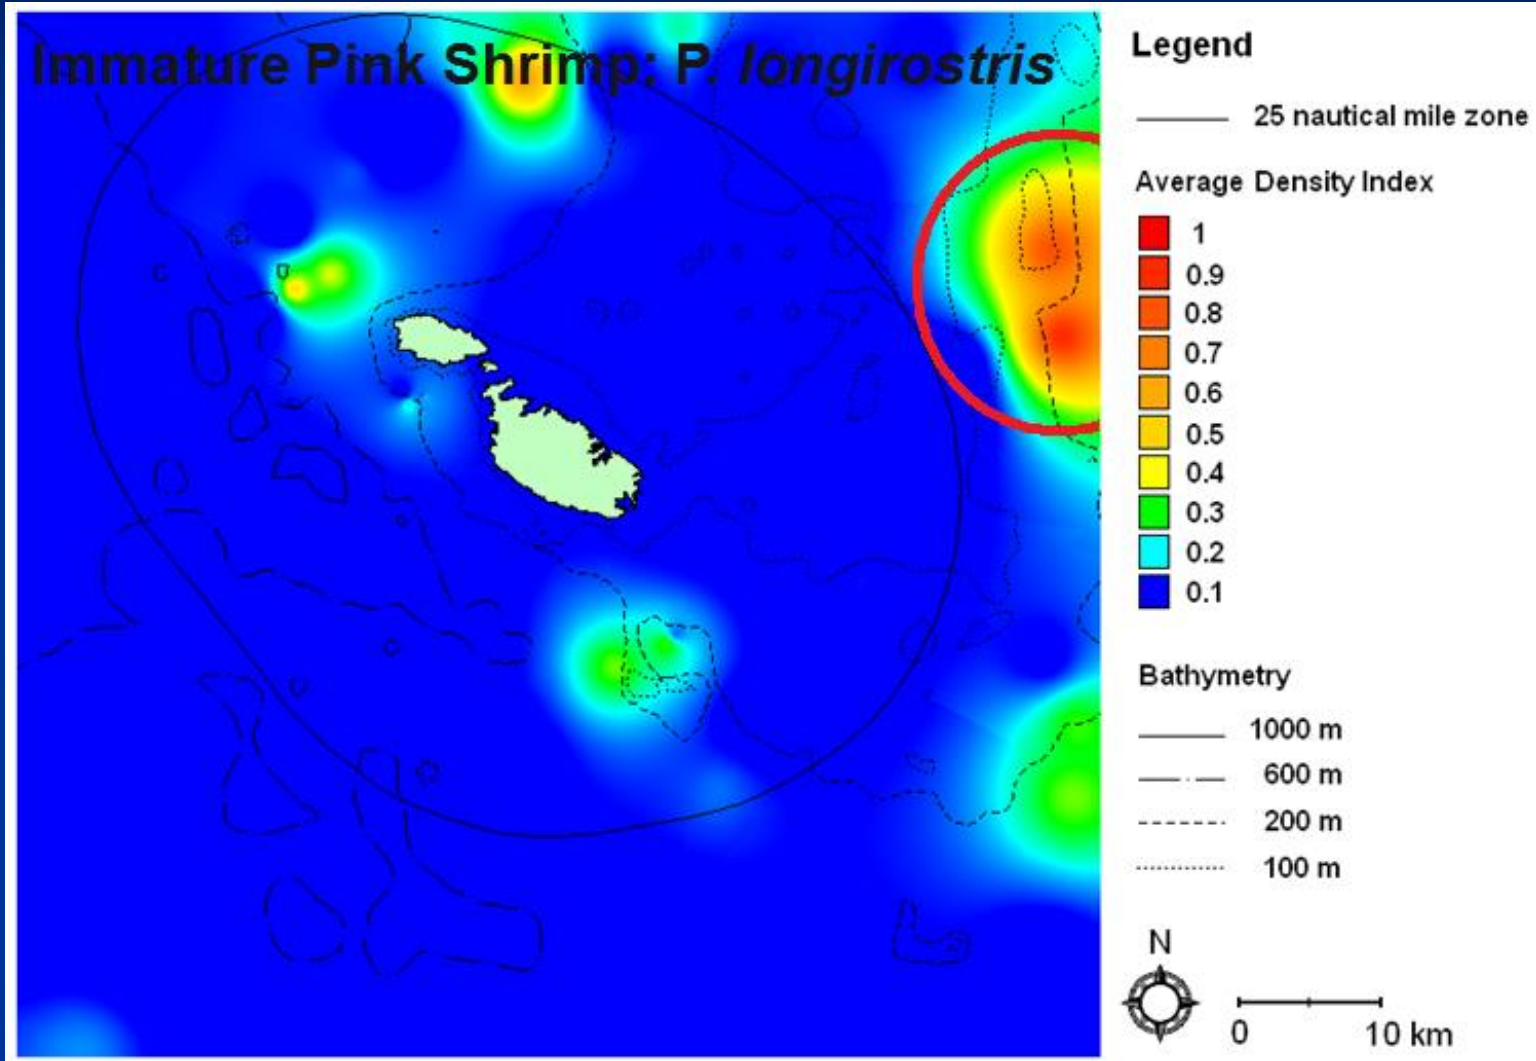 Immature Pink Shrimp: P. longirostris
Legend
25 nautical mile zone
Average Density Index
1
0.9
0.8
0.7
0.6
0.5
0.4
0.3
0.2
0.1
Bathymetry
1000 m
600 m
200 m
100 m
N
0 10 km